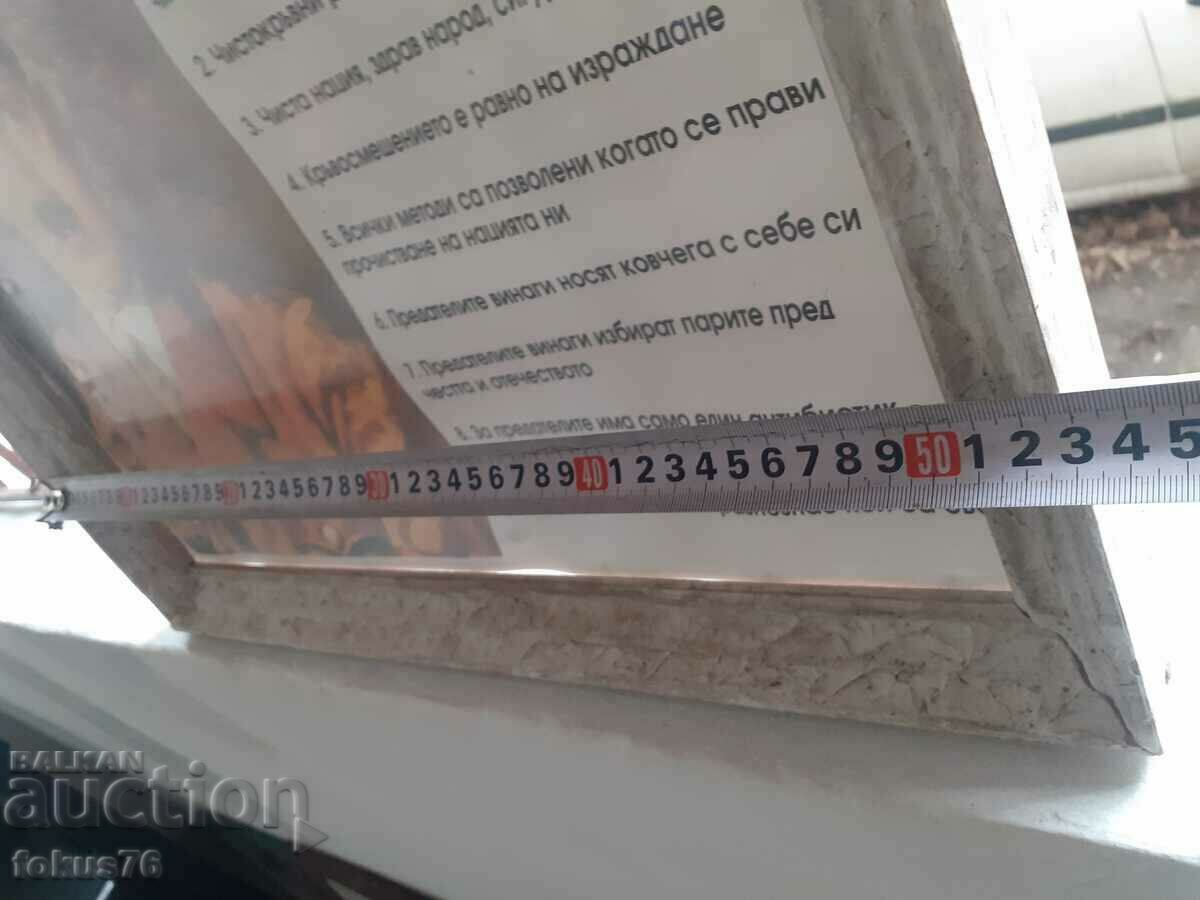 2. Чистокръвни
3. Чиста нация, здрав народ,
4. Кръвосмешението е равно на израждане
5. Всички методи са позволени когато се прави
прочистване на нацията ни
6. Предателите винаги носят ковчега с себе си
7. Предателите винаги избират парите пред
честта и отечеството
8. За предателите има само един антибиотик
1 2 3 4 5 6 7 8 9 30 1 2 3 4 5 6 7 8 9 40 1 2 3 4 5 6 7 8 9 50 1 2 3 4 5
BALKAN
auction
fokus76